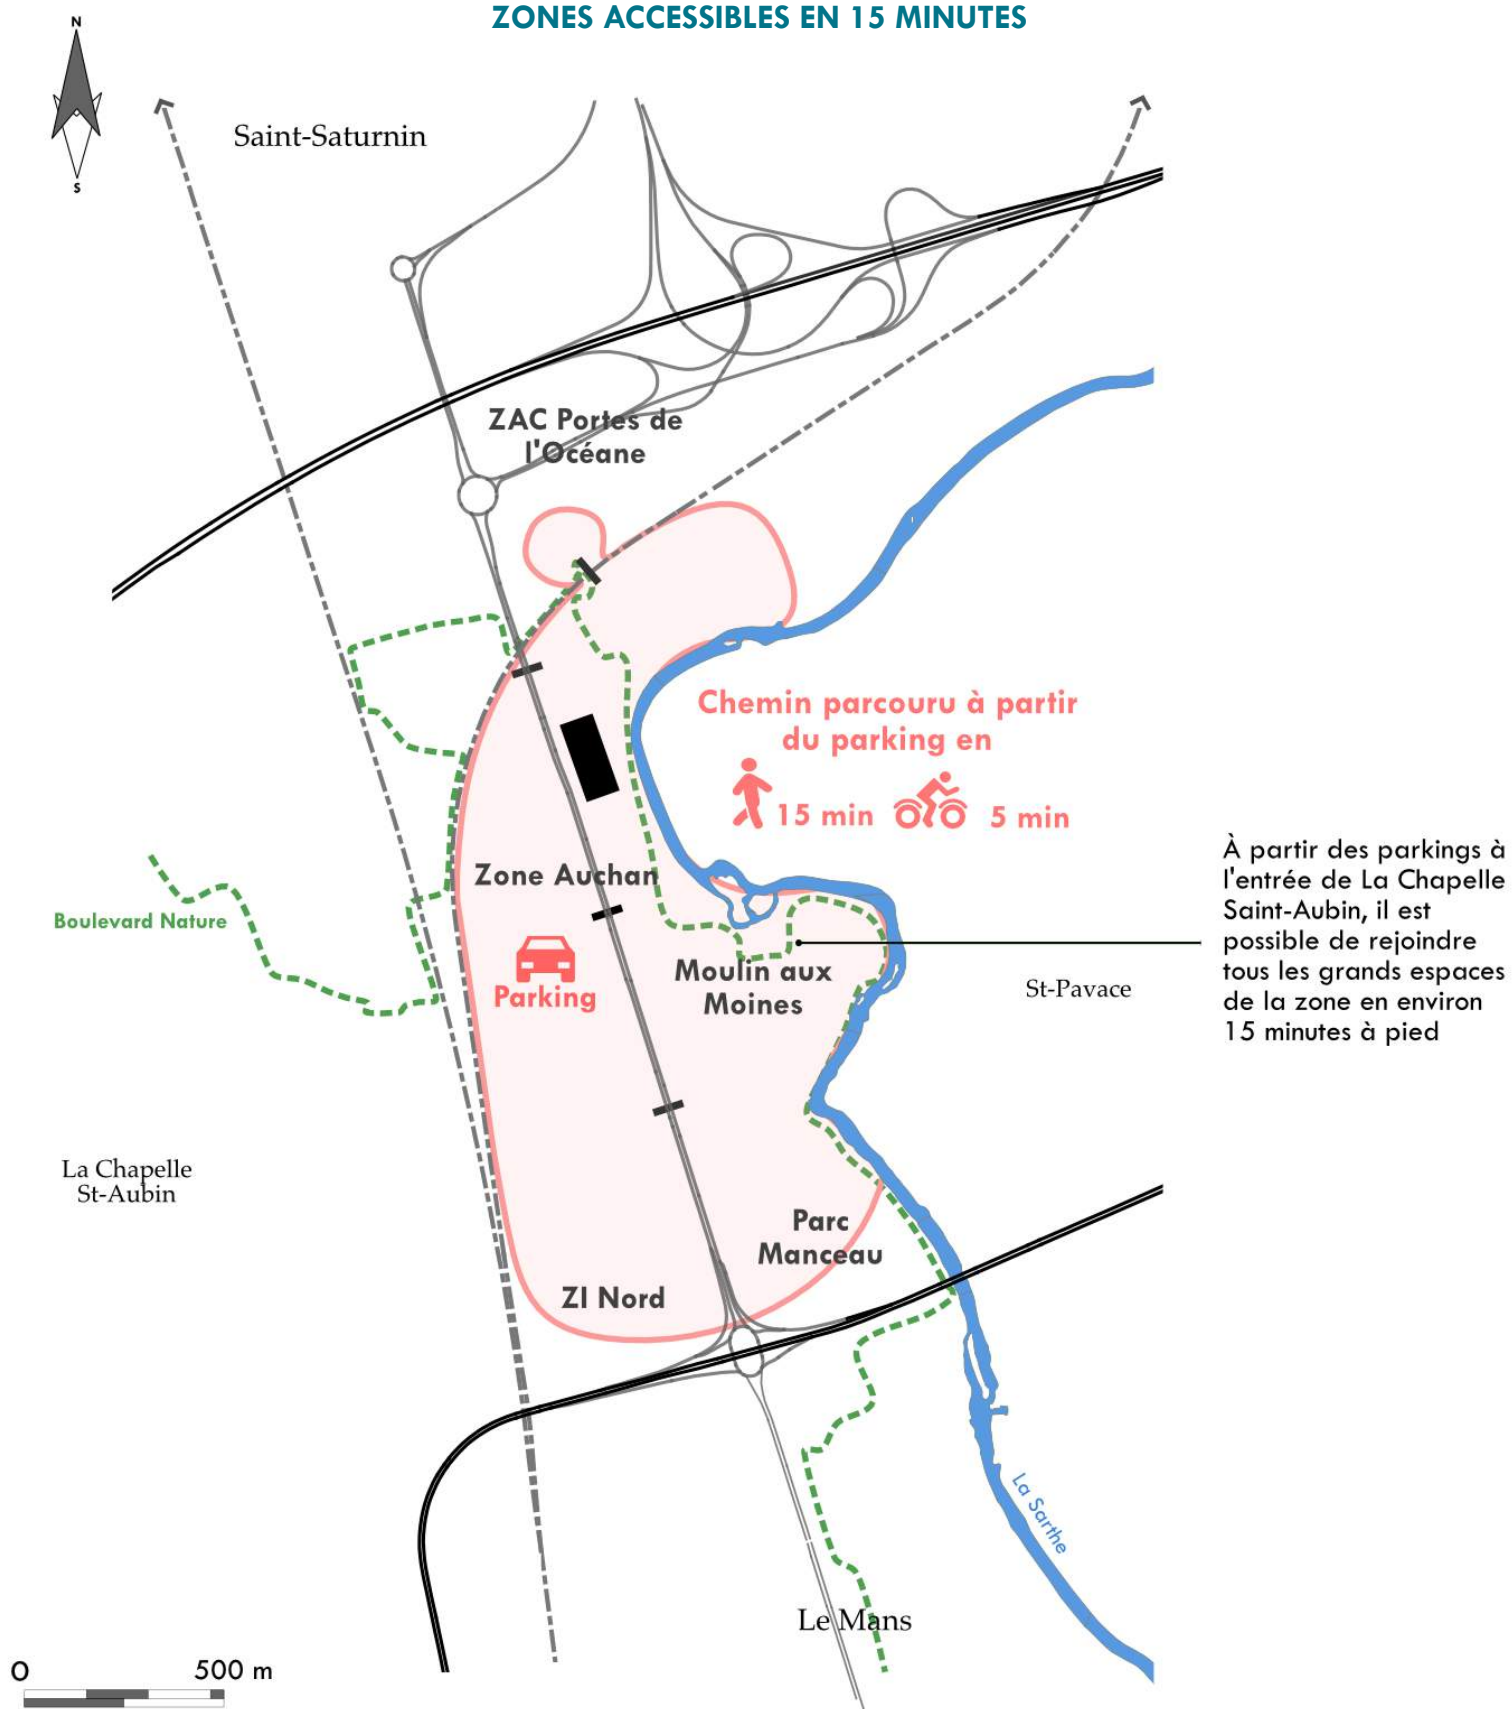 ZONES ACCESSIBLES EN 15 MINUTES
N
S
Saint-Saturnin
ZAC Portes de
l'Océane
Chemin parcouru à partir
du parking en
15 min
5 min
Zone Auchan
Boulevard Nature
Parking
Moulin aux
Moines
À partir des parkings à
l'entrée de La Chapelle
Saint-Aubin, il est
possible de rejoindre
tous les grands espaces
de la zone en environ
15 minutes à pied
St-Pavace
La Chapelle
St-Aubin
Parc
Manceau
ZI Nord
La Sarthe
Le Mans
0
500 m